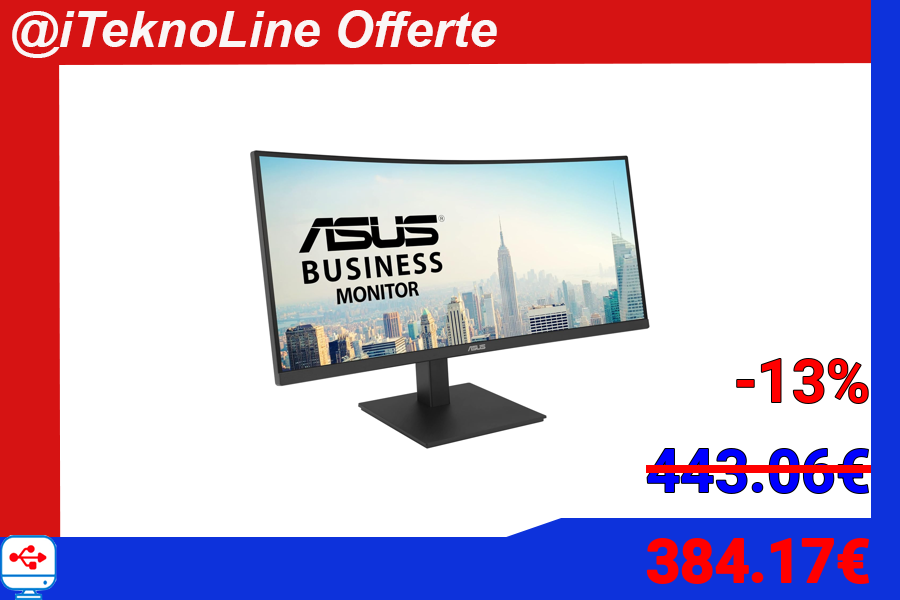 @iTeknoLine Offerte
ASUS®
BUSINESS
MONITOR
ASUS
-13%
443.06€
384.17€